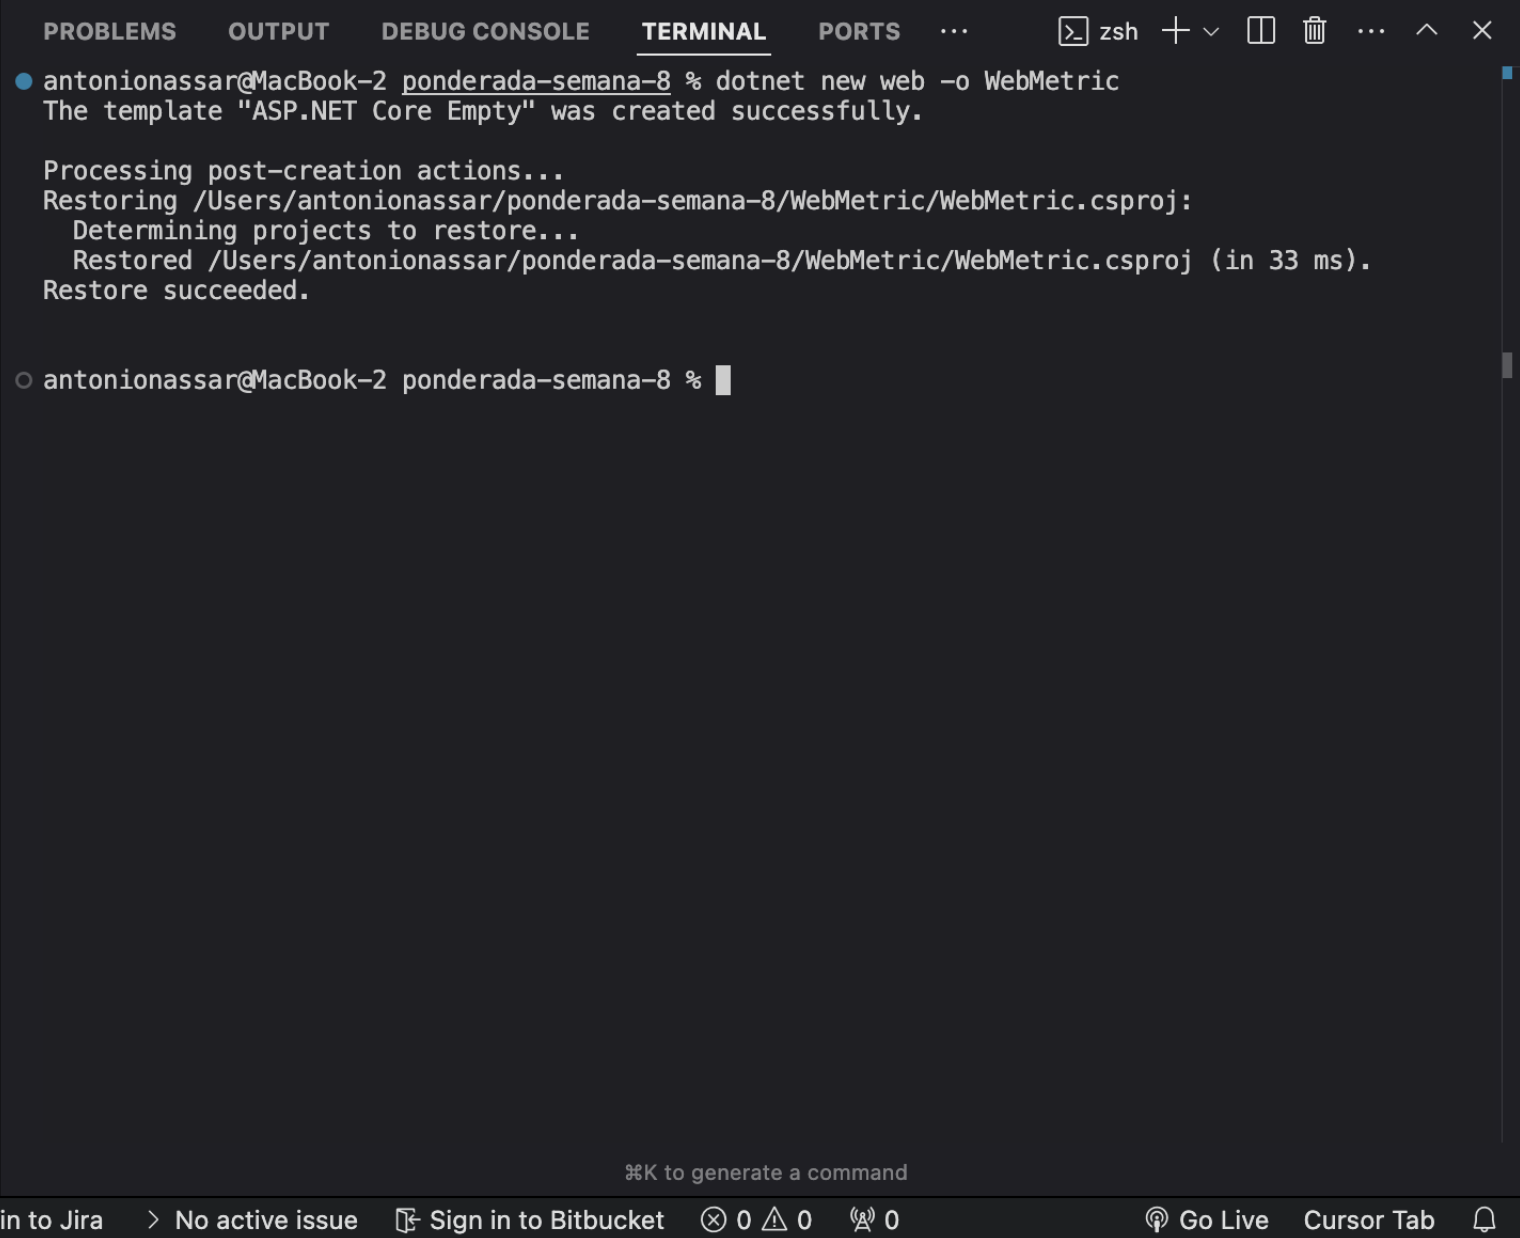 PROBLEMS OUTPUT DEBUG CONSOLE TERMINAL PORTS ··· zsh ···
antonionassar@MacBook-2 ponderada-semana-8 % dotnet new web -o WebMetric
The template "ASP.NET Core Empty" was created successfully.
Processing post-creation actions...
Restoring /Users/antonionassar/ponderada-semana-8/WebMetric/WebMetric.csproj:
Determining projects to restore...
Restored /Users/antonionassar/ponderada-semana-8/WebMetric/WebMetric.csproj (in 33 ms).
Restore succeeded.
antonionassar@MacBook-2 ponderada-semana-8 %
⌘K to generate a command
in to Jira No active issue Sign in to Bitbucket 0 0 0 Go Live Cursor Tab